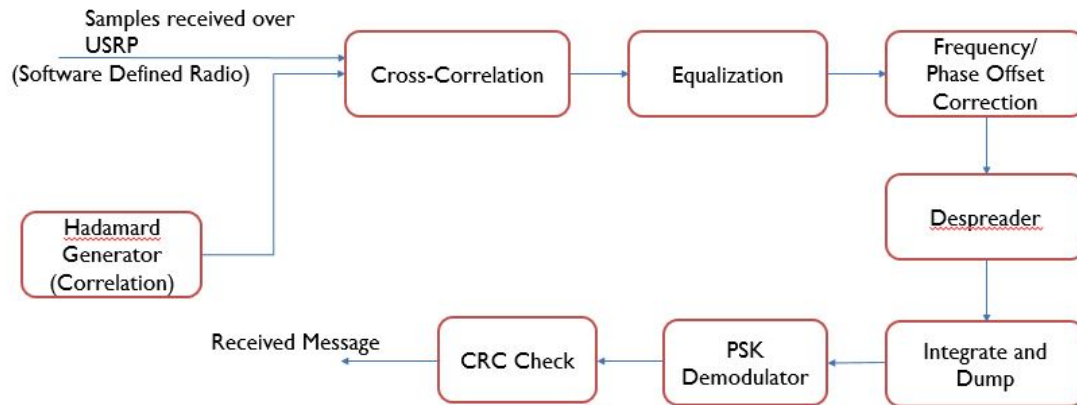 Samples received over
USRP
(Software Defined Radio)
Cross-Correlation
Equalization
Frequency/
Phase Offset
Correction
Hadamard
Generator
(Correlation)
Despreader
Received Message
CRC Check
PSK
Demodulator
Integrate and
Dump